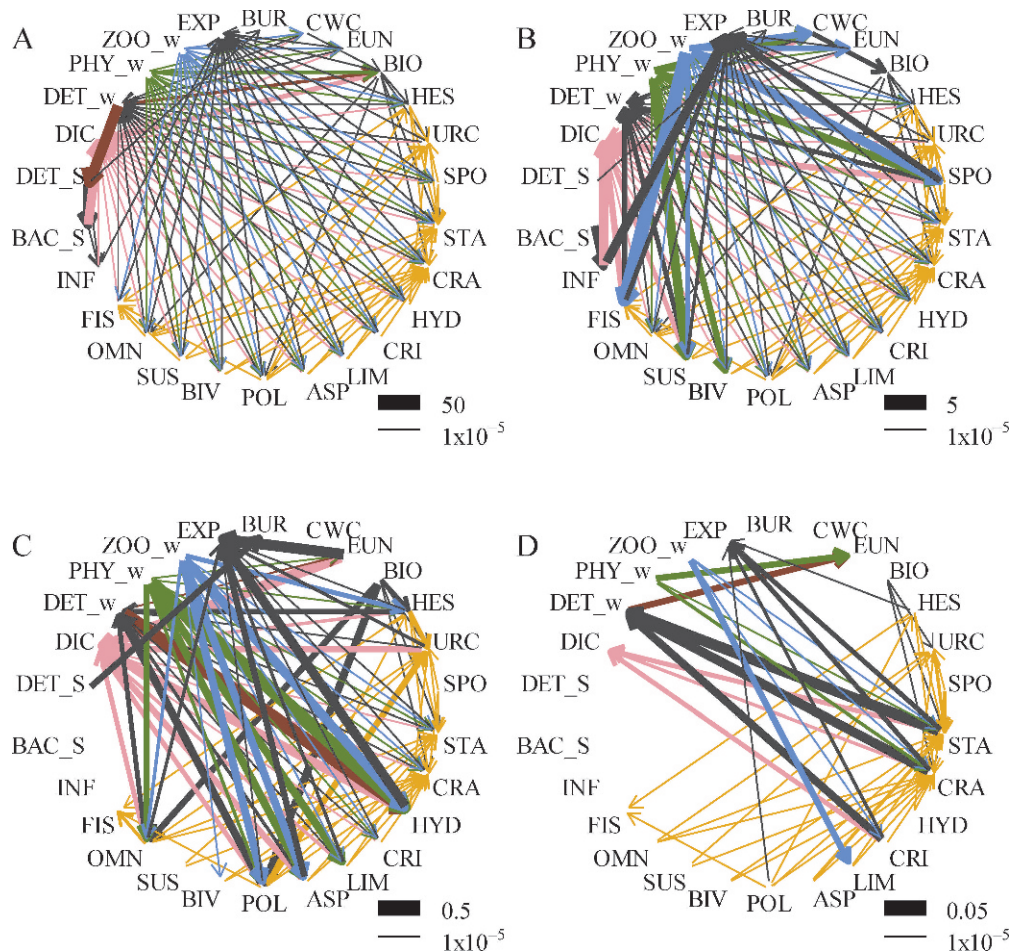 A
EXP BUR CWC
ZOO_w EUN
PHY_w BIO
DET_w HES
DIC URC
DET_S SPO
BAC_S STA
INF CRA
FIS HYD
OMN CRI
SUS LIM
BIV POL ASP
50
1x10⁻⁵
B
EXP BUR CWC
ZOO_w EUN
PHY_w BIO
DET_w HES
DIC URC
DET_S SPO
BAC_S STA
INF CRA
FIS HYD
OMN CRI
SUS LIM
BIV POL ASP
5
1x10⁻⁵
C
EXP BUR CWC
ZOO_w EUN
PHY_w BIO
DET_w HES
DIC URC
DET_S SPO
BAC_S STA
INF CRA
FIS HYD
OMN CRI
SUS LIM
BIV POL ASP
0.5
1x10⁻⁵
D
EXP BUR CWC
ZOO_w EUN
PHY_w BIO
DET_w HES
DIC URC
DET_S SPO
BAC_S STA
INF CRA
FIS HYD
OMN CRI
SUS LIM
BIV POL ASP
0.05
1x10⁻⁵